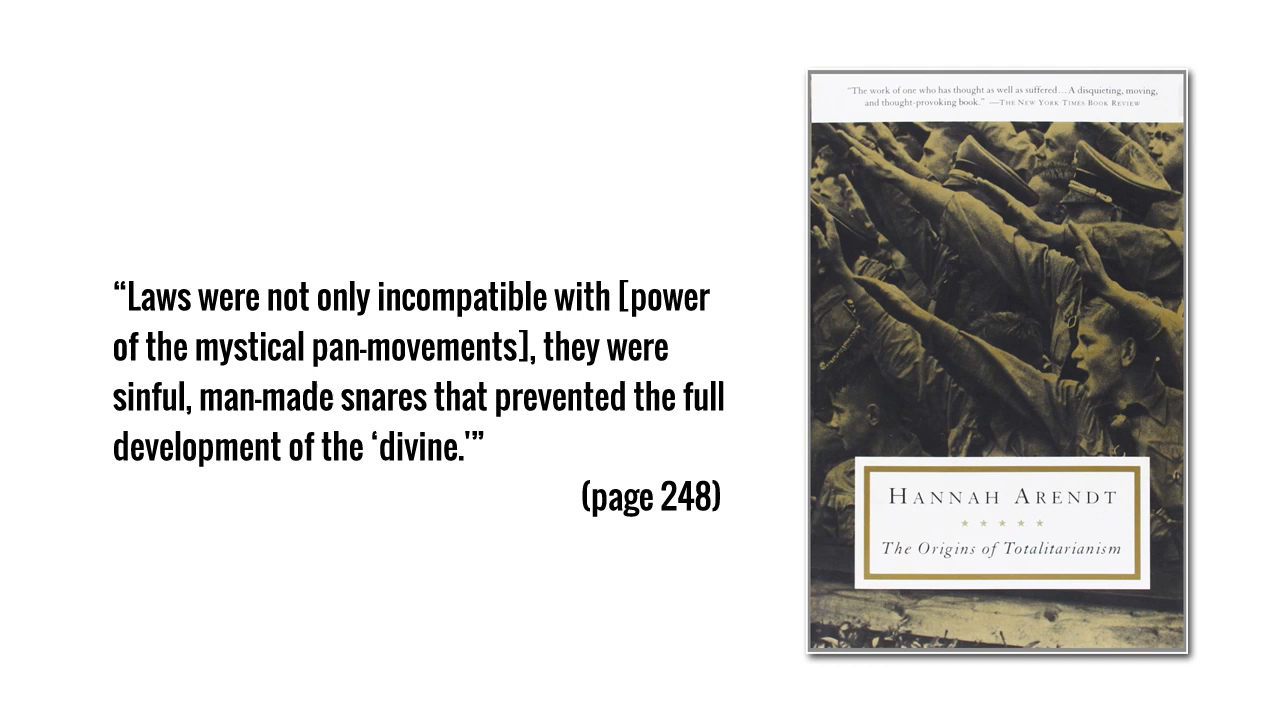 “Laws were not only incompatible with [power
of the mystical pan-movements], they were
sinful, man-made snares that prevented the full
development of the ‘divine.'”
(page 248)
“The work of one who has thought as well as suffered... A disquieting, moving,
and thought-provoking book.” —The New York Times Book Review
Hannah Arendt
The Origins of Totalitarianism